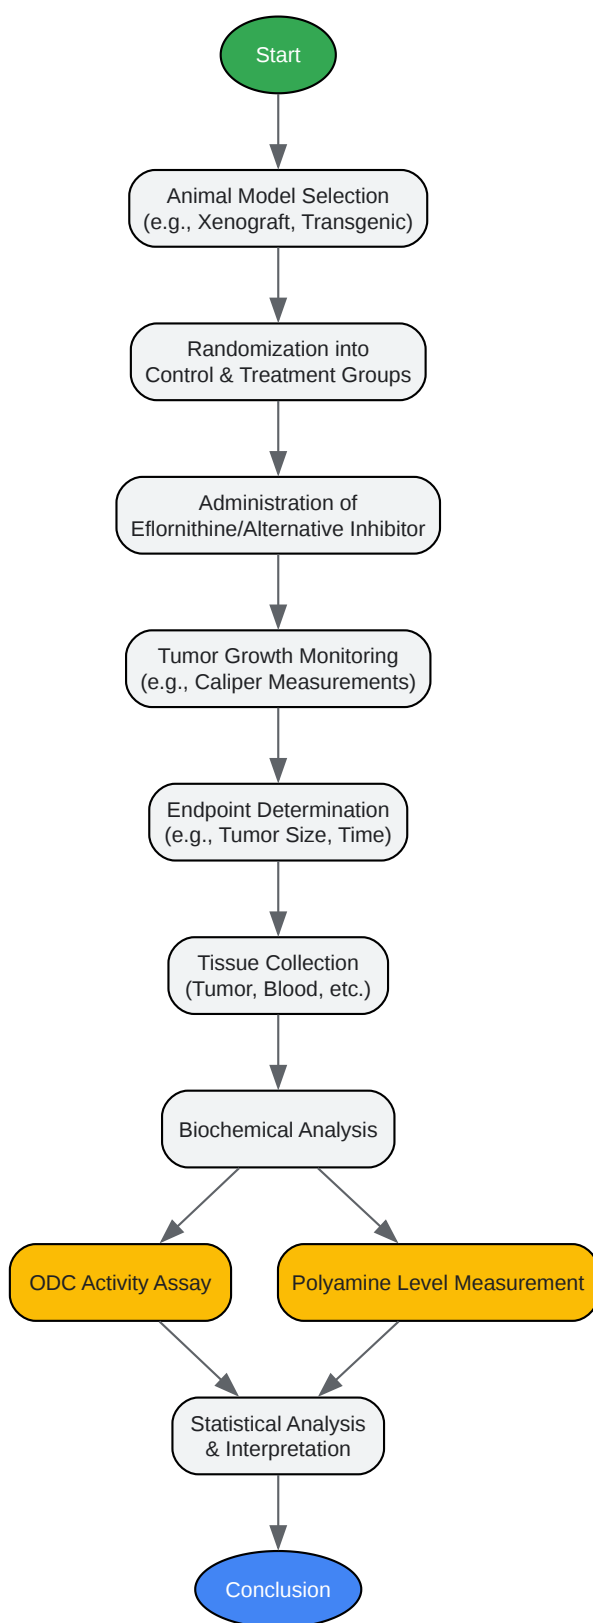 Start
Animal Model Selection
(e.g., Xenograft, Transgenic)
Randomization into
Control & Treatment Groups
Administration of
Eflornithine/Alternative Inhibitor
Tumor Growth Monitoring
(e.g., Caliper Measurements)
Endpoint Determination
(e.g., Tumor Size, Time)
Tissue Collection
(Tumor, Blood, etc.)
Biochemical Analysis
ODC Activity Assay
Polyamine Level Measurement
Statistical Analysis
& Interpretation
Conclusion